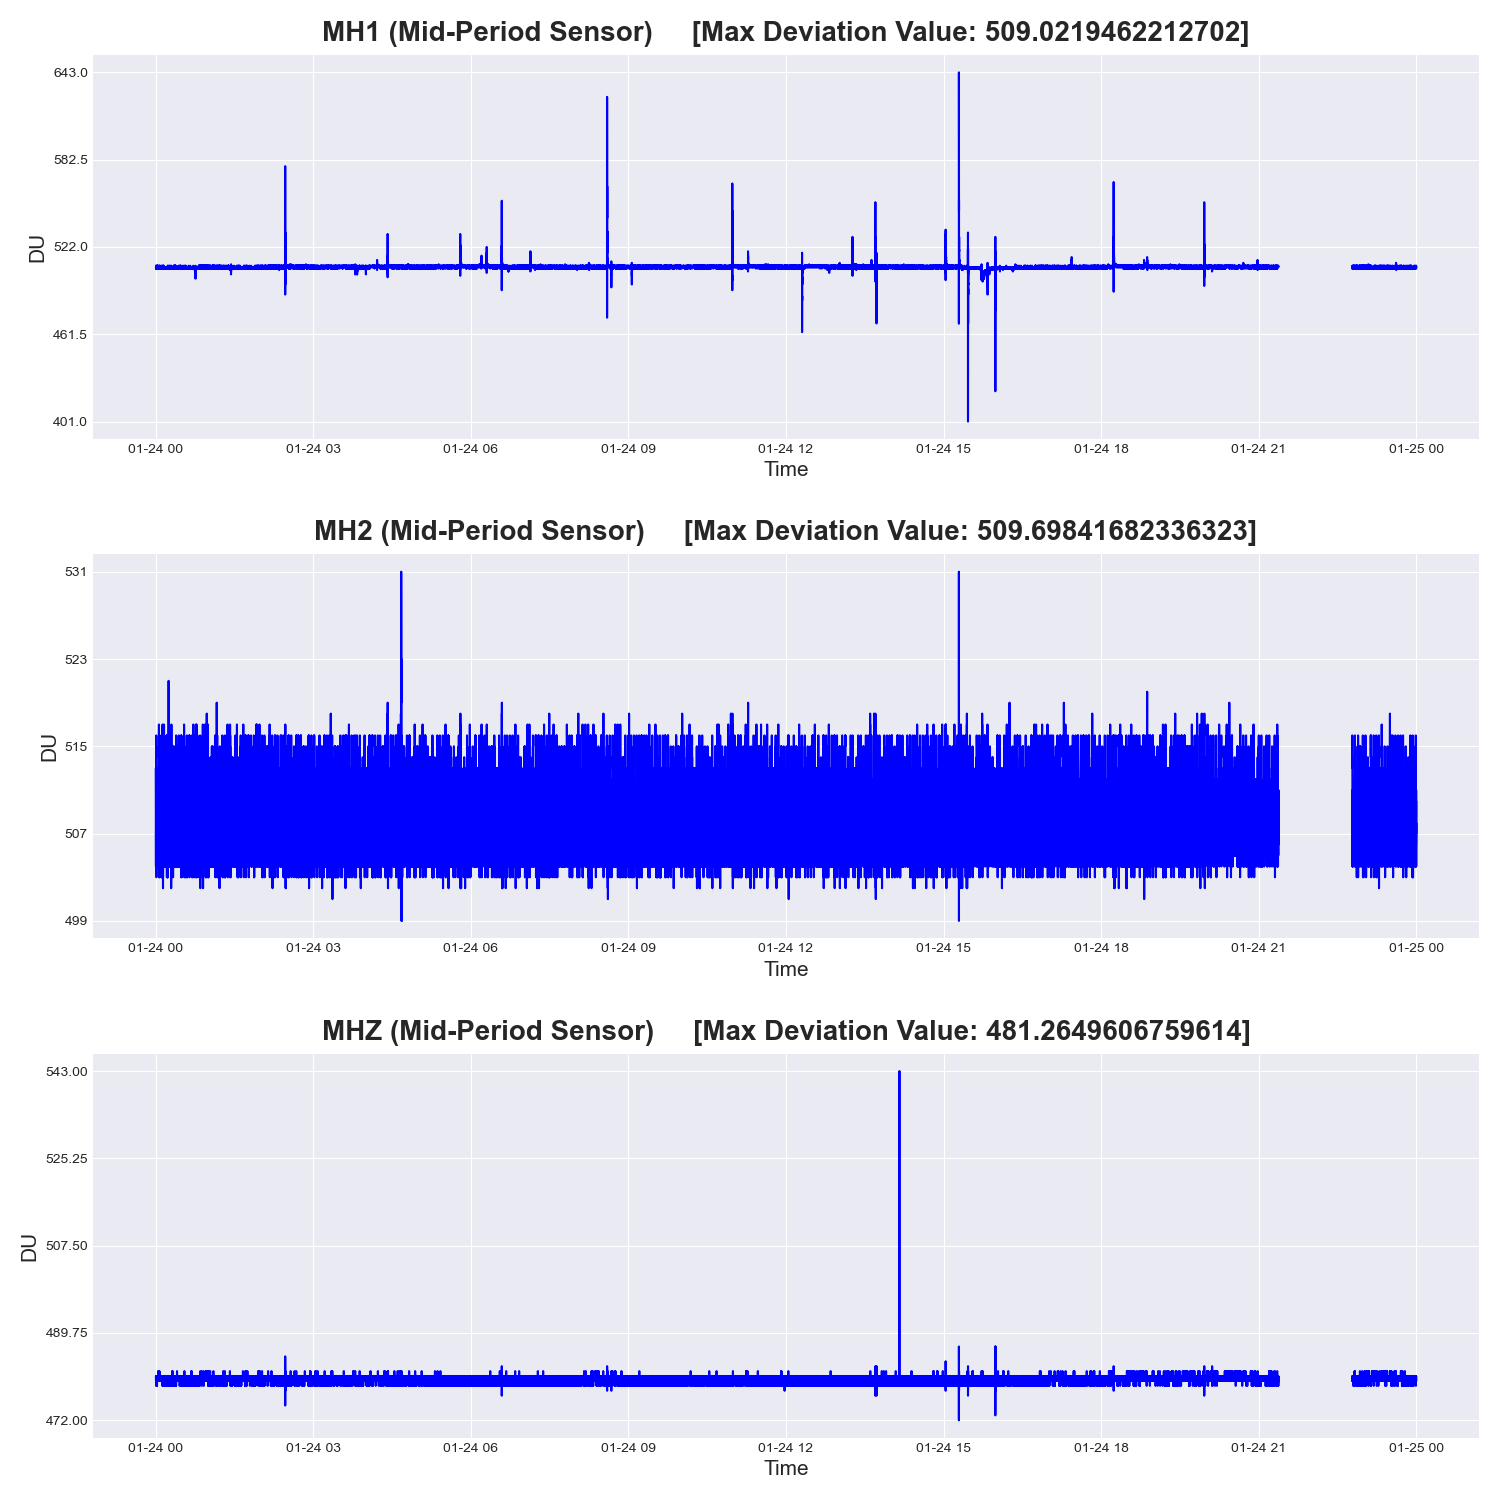 MH1 (Mid-Period Sensor) [Max Deviation Value: 509.0219462212702]
643.0
582.5
522.0
461.5
401.0
DU
01-24 00 01-24 03 01-24 06 01-24 09 01-24 12 01-24 15 01-24 18 01-24 21 01-25 00
Time
MH2 (Mid-Period Sensor) [Max Deviation Value: 509.69841682336323]
531
523
515
507
499
DU
01-24 00 01-24 03 01-24 06 01-24 09 01-24 12 01-24 15 01-24 18 01-24 21 01-25 00
Time
MHZ (Mid-Period Sensor) [Max Deviation Value: 481.2649606759614]
543.00
525.25
507.50
489.75
472.00
DU
01-24 00 01-24 03 01-24 06 01-24 09 01-24 12 01-24 15 01-24 18 01-24 21 01-25 00
Time